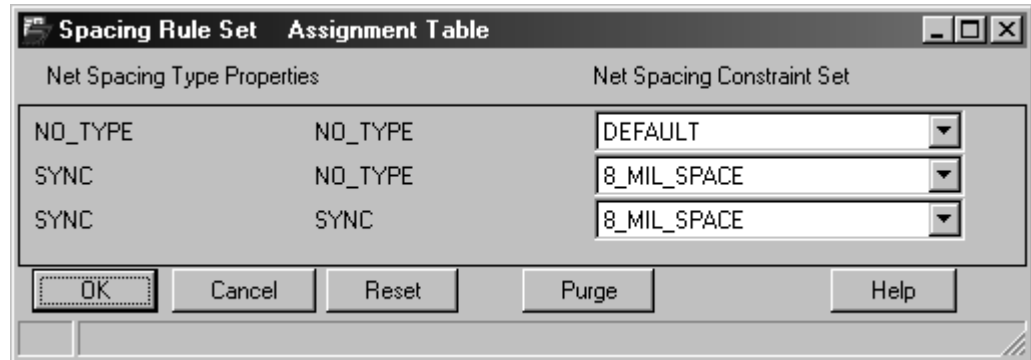 Spacing Rule Set Assignment Table
Net Spacing Type Properties Net Spacing Constraint Set
NO_TYPE NO_TYPE DEFAULT
SYNC NO_TYPE 8_MIL_SPACE
SYNC SYNC 8_MIL_SPACE
OK Cancel Reset Purge Help